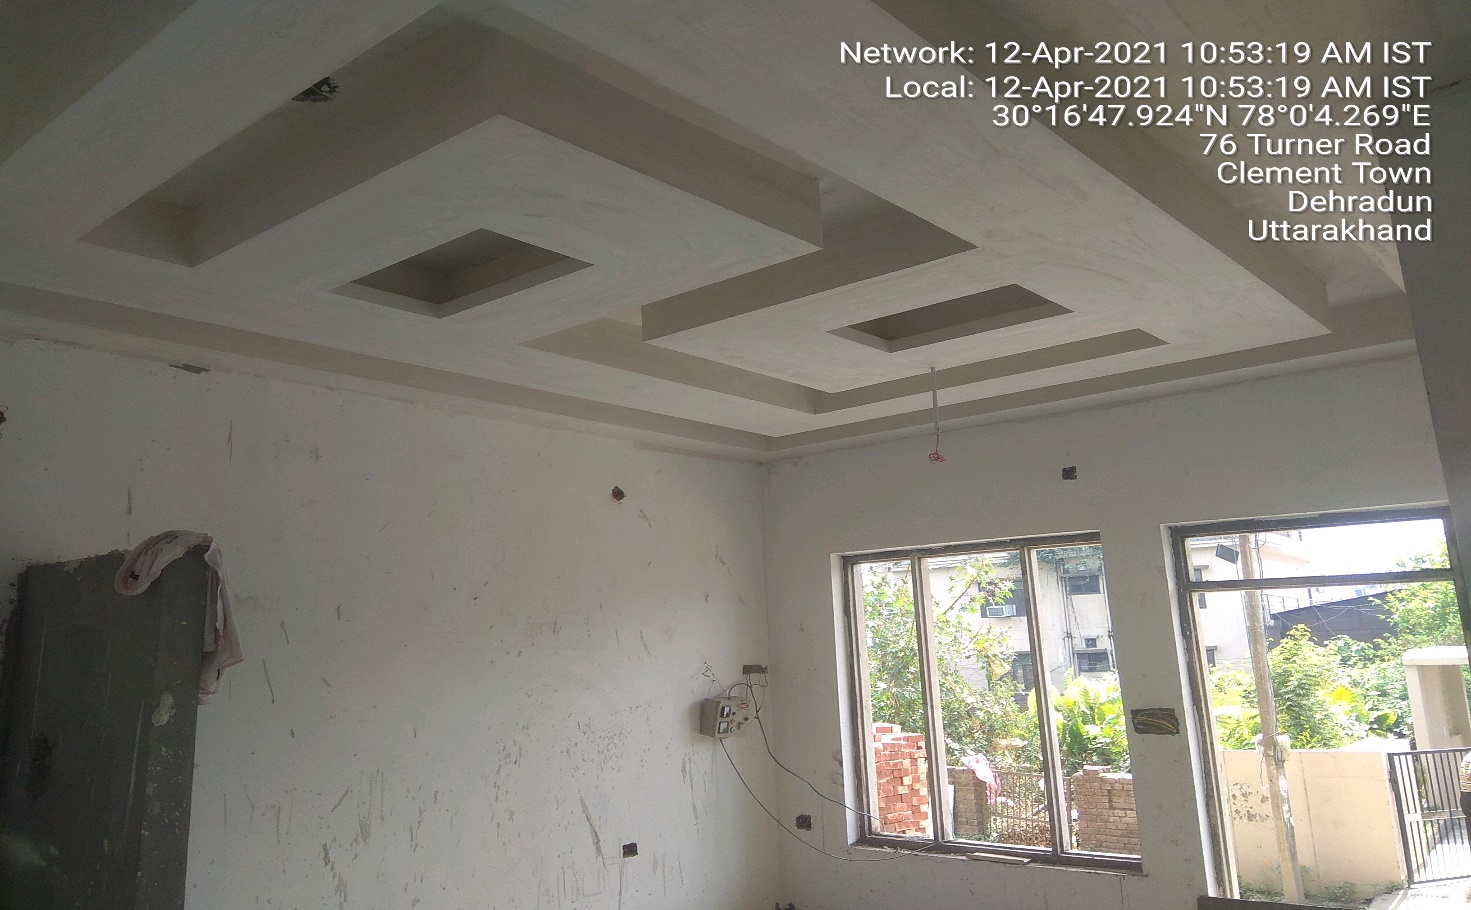 Network: 12-Apr-2021 10:53:19 AM IST
Local: 12-Apr-2021 10:53:19 AM IST
30°16'47.924"N 78°0'4.269"E
76 Turner Road
Clement Town
Dehradun
Uttarakhand